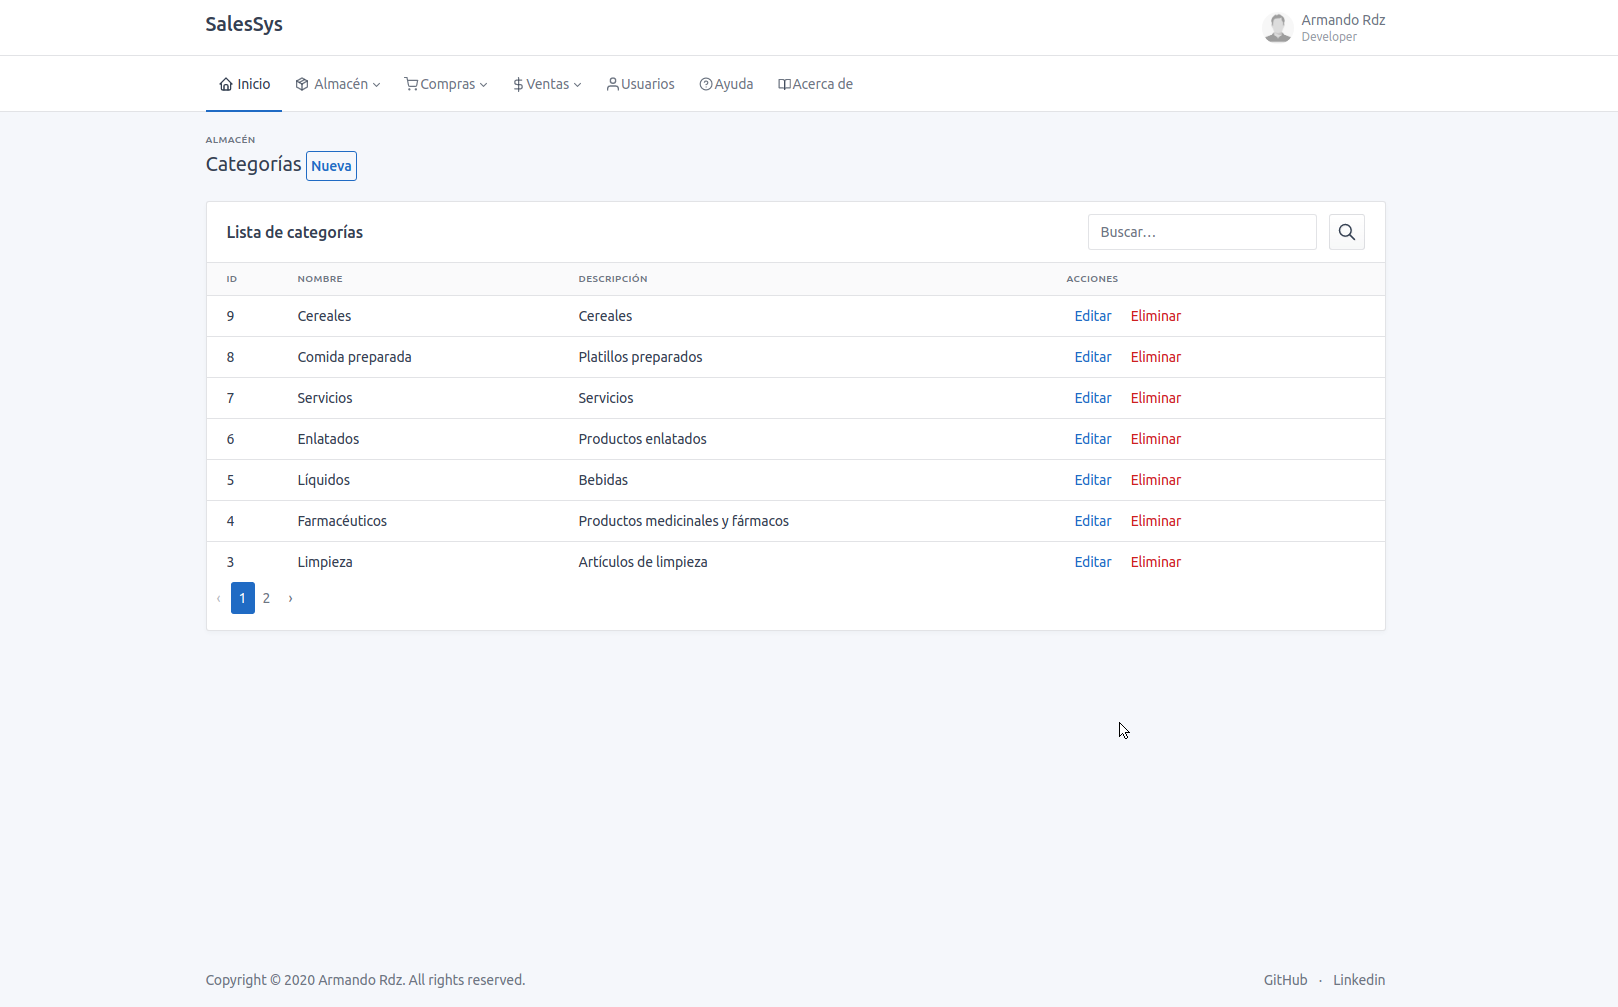 SalesSys
Armando Rdz
Developer
Inicio Almacén Compras Ventas Usuarios Ayuda Acerca de
ALMACÉN
Categorías Nueva
Lista de categorías Buscar...
ID NOMBRE DESCRIPCIÓN ACCIONES
9 Cereales Cereales Editar Eliminar
8 Comida preparada Platillos preparados Editar Eliminar
7 Servicios Servicios Editar Eliminar
6 Enlatados Productos enlatados Editar Eliminar
5 Líquidos Bebidas Editar Eliminar
4 Farmacéuticos Productos medicinales y fármacos Editar Eliminar
3 Limpieza Artículos de limpieza Editar Eliminar
‹ 1 2 ›
Copyright © 2020 Armando Rdz. All rights reserved. GitHub · Linkedin